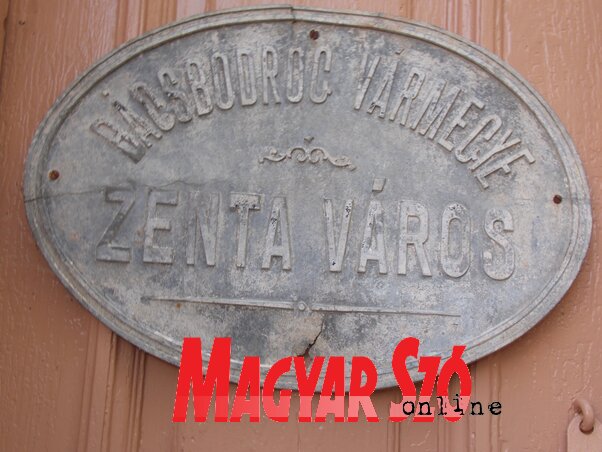 BÁCSBODROG VÁRMEGYE
ZENTA VÁROS
MAGYAR SZÓ
online